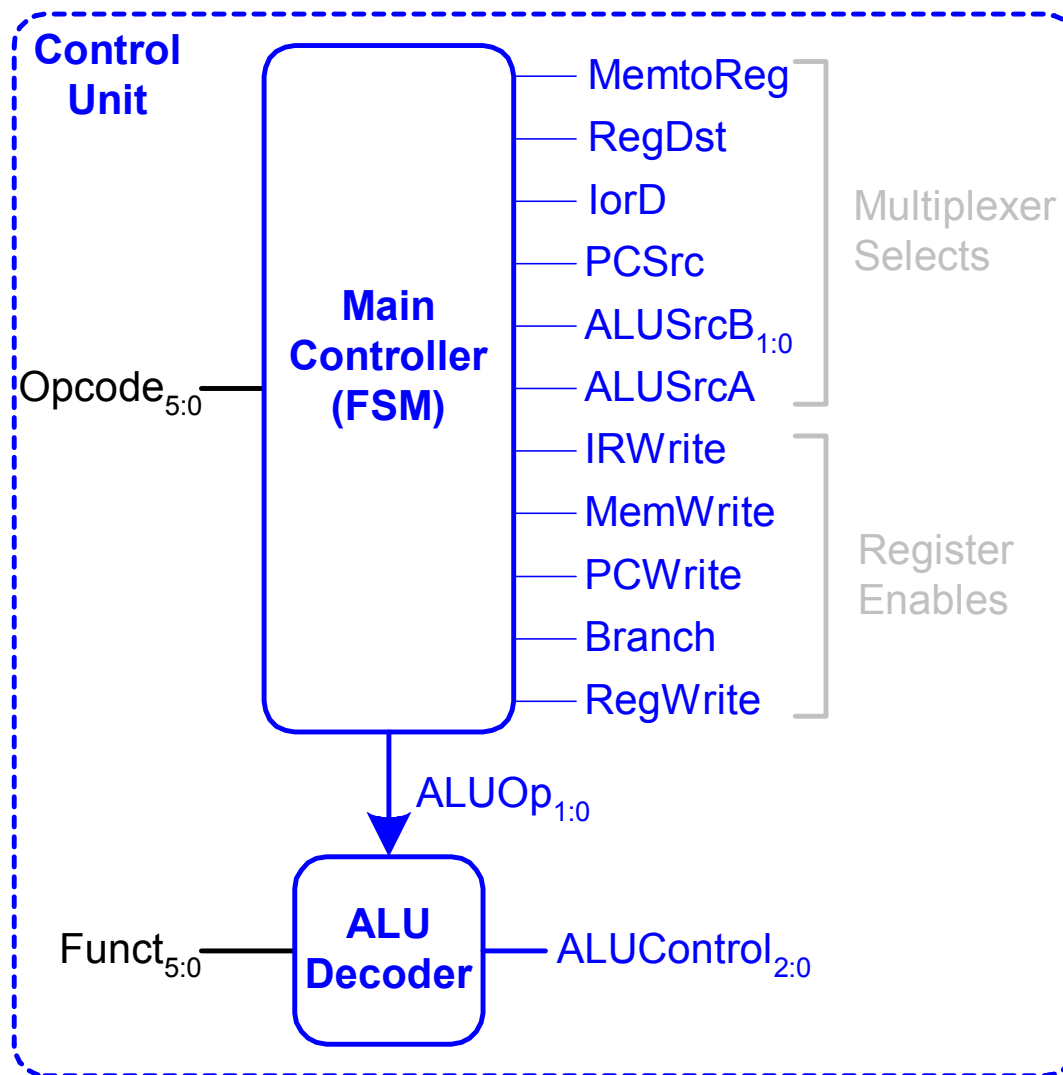 Control
Unit
MemtoReg
RegDst
IorD
PCSrc
ALUSrcB1:0
ALUSrcA
IRWrite
MemWrite
PCWrite
Branch
RegWrite
Multiplexer
Selects
Register
Enables
Main
Controller
(FSM)
Opcode5:0
ALUOp1:0
ALU
Decoder
Funct5:0
ALUControl2:0